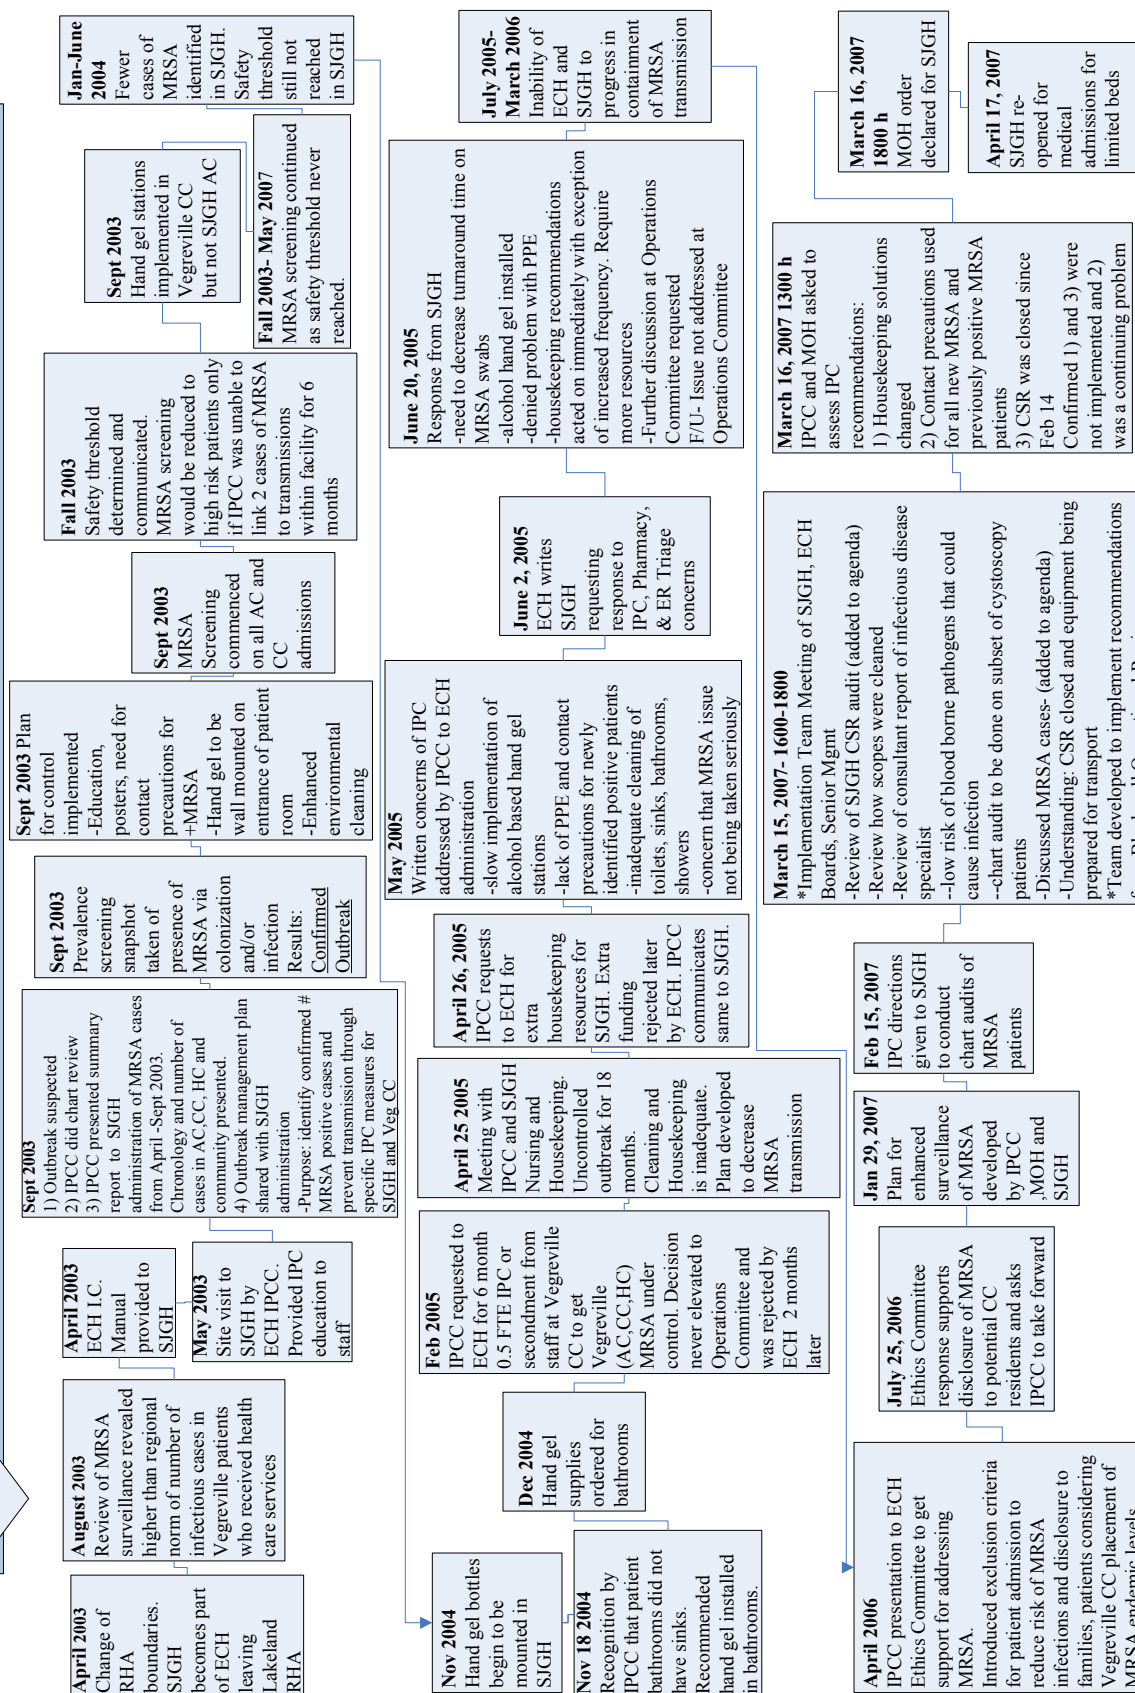 April 2003
Change of
RHA
boundaries.
SJGH
becomes part
of ECH
leaving
Lakeland
RHA
August 2003
Review of MRSA
surveillance revealed
higher than regional
norm of number of
infectious cases in
Vegreville patients
who received health
care services
April 2003
ECH I.C.
Manual
provided to
SJGH
May 2003
Site visit to
SJGH by
ECH IPCC.
Provided IPC
education to
staff
Sept 2003
1) Outbreak suspected
2) IPCC did chart review
3) IPCC presented summary
report to SJGH
administration of MRSA cases
from April -Sept 2003.
Chronology and number of
cases in AC,CC, HC and
community presented.
4) Outbreak management plan
shared with SJGH
administration
-Purpose: identify confirmed #
MRSA positive cases and
prevent transmission through
specific IPC measures for
SJGH and Veg CC
Sept 2003
Prevalence
screening
snapshot
taken of
presence of
MRSA via
colonization
and/or
infection
Results:
Confirmed
Outbreak
Sept 2003 Plan
for control
implemented
-Education,
posters, need for
contact
precautions for
+MRSA
-Hand gel to be
wall mounted on
entrance of patient
room
-Enhanced
environmental
cleaning
Sept 2003
MRSA
Screening
commenced
on all AC and
CC
admissions
Fall 2003
Safety threshold
determined and
communicated.
MRSA screening
would be reduced to
high risk patients only
if IPCC was unable to
link 2 cases of MRSA
to transmissions
within facility for 6
months
Sept 2003
Hand gel stations
implemented in
Vegreville CC
but not SJGH AC
Fall 2003- May 2007
MRSA screening continued
as safety threshold never
reached.
Jan-June
2004
Fewer
cases of
MRSA
identified
in SJGH.
Safety
threshold
still not
reached
in SJGH
Nov 2004
Hand gel bottles
begin to be
mounted in
SJGH
Nov 18 2004
Recognition by
IPCC that patient
bathrooms did not
have sinks.
Recommended
hand gel installed
in bathrooms.
Dec 2004
Hand gel
supplies
ordered for
bathrooms
Feb 2005
IPCC requested to
ECH for 6 month
0.5 FTE IPC or
secondment from
staff at Vegreville
CC to get
Vegreville
(AC,CC,HC)
MRSA under
control. Decision
never elevated to
Operations
Committee and
was rejected by
ECH 2 months
later
April 25 2005
Meeting with
IPCC and SJGH
Nursing and
Housekeeping.
Uncontrolled
outbreak for 18
months.
Cleaning and
Housekeeping
is inadequate.
Plan developed
to decrease
MRSA
transmission
April 26, 2005
IPCC requests
to ECH for
extra
housekeeping
resources for
SJGH. Extra
funding
rejected later
by ECH. IPCC
communicates
same to SJGH.
May 2005
Written concerns of IPC
addressed by IPCC to ECH
administration
-slow implementation of
alcohol based hand gel
stations
-lack of PPE and contact
precautions for newly
identified positive patients
-inadequate cleaning of
toilets, sinks, bathrooms,
showers
-concern that MRSA issue
not being taken seriously
June 2, 2005
ECH writes
SJGH
requesting
response to
IPC, Pharmacy,
& ER Triage
concerns
June 20, 2005
Response from SJGH
-need to decrease turnaround time on
MRSA swabs
-alcohol hand gel installed
-denied problem with PPE
-housekeeping recommendations
acted on immediately with exception
of increased frequency. Require
more resources
-Further discussion at Operations
Committee requested
F/U- Issue not addressed at
Operations Committee
July 2005-
March 2006
Inability of
ECH and
SJGH to
progress in
containment
of MRSA
transmission
April 2006
IPCC presentation to ECH
Ethics Committee to get
support for addressing
MRSA.
Introduced exclusion criteria
for patient admission to
reduce risk of MRSA
infections and disclosure to
families, patients considering
Vegreville CC placement of
MRSA endemic levels
July 25, 2006
Ethics Committee
response supports
disclosure of MRSA
to potential CC
residents and asks
IPCC to take forward
Jan 29, 2007
Plan for
enhanced
surveillance
of MRSA
developed
by IPCC
,MOH and
SJGH
Feb 15, 2007
IPC directions
given to SJGH
to conduct
chart audits of
MRSA
patients
March 15, 2007- 1600-1800
*Implementation Team Meeting of SJGH, ECH
Boards, Senior Mgmt
-Review of SJGH CSR audit (added to agenda)
-Review how scopes were cleaned
-Review of consultant report of infectious disease
specialist
--low risk of blood borne pathogens that could
cause infection
--chart audit to be done on subset of cystoscopy
patients
-Discussed MRSA cases- (added to agenda)
-Understanding: CSR closed and equipment being
prepared for transport
*Team developed to implement recommendations
March 16, 2007 1300 h
IPCC and MOH asked to
assess IPC
recommendations:
1) Housekeeping solutions
changed
2) Contact precautions used
for all new MRSA and
previously positive MRSA
patients
3) CSR was closed since
Feb 14
Confirmed 1) and 3) were
not implemented and 2)
was a continuing problem
March 16, 2007
1800 h
MOH order
declared for SJGH
April 17, 2007
SJGH re-
opened for
medical
admissions for
limited beds